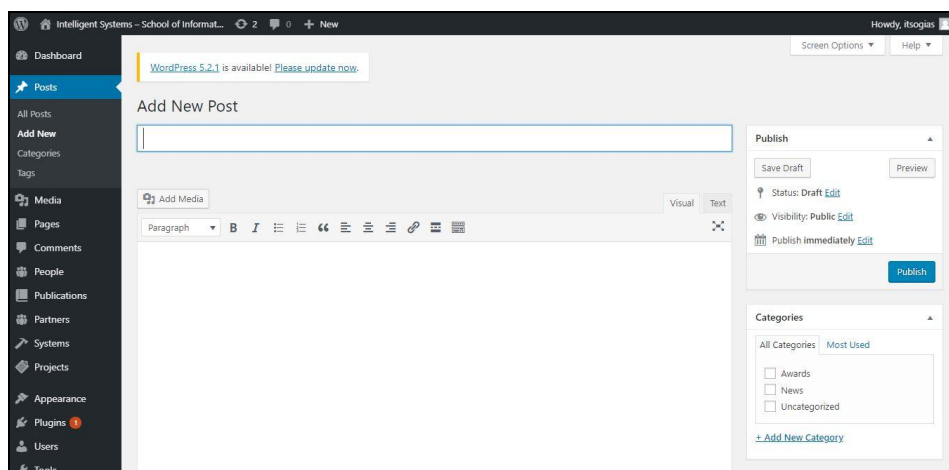 Intelligent Systems – School of Informat... 2 0 + New
Howdy, itsogias
Dashboard
Posts
All Posts
Add New
Categories
Tags
Media
Pages
Comments
People
Publications
Partners
Systems
Projects
Appearance
Plugins 1
Users
Tools
Screen Options ▼
Help ▼
WordPress 5.2.1 is available! Please update now.
Add New Post
Add Media
Visual
Text
Paragraph ▼ B I
Publish
Save Draft
Preview
Status: Draft Edit
Visibility: Public Edit
Publish immediately Edit
Publish
Categories
All Categories
Most Used
Awards
News
Uncategorized
+ Add New Category